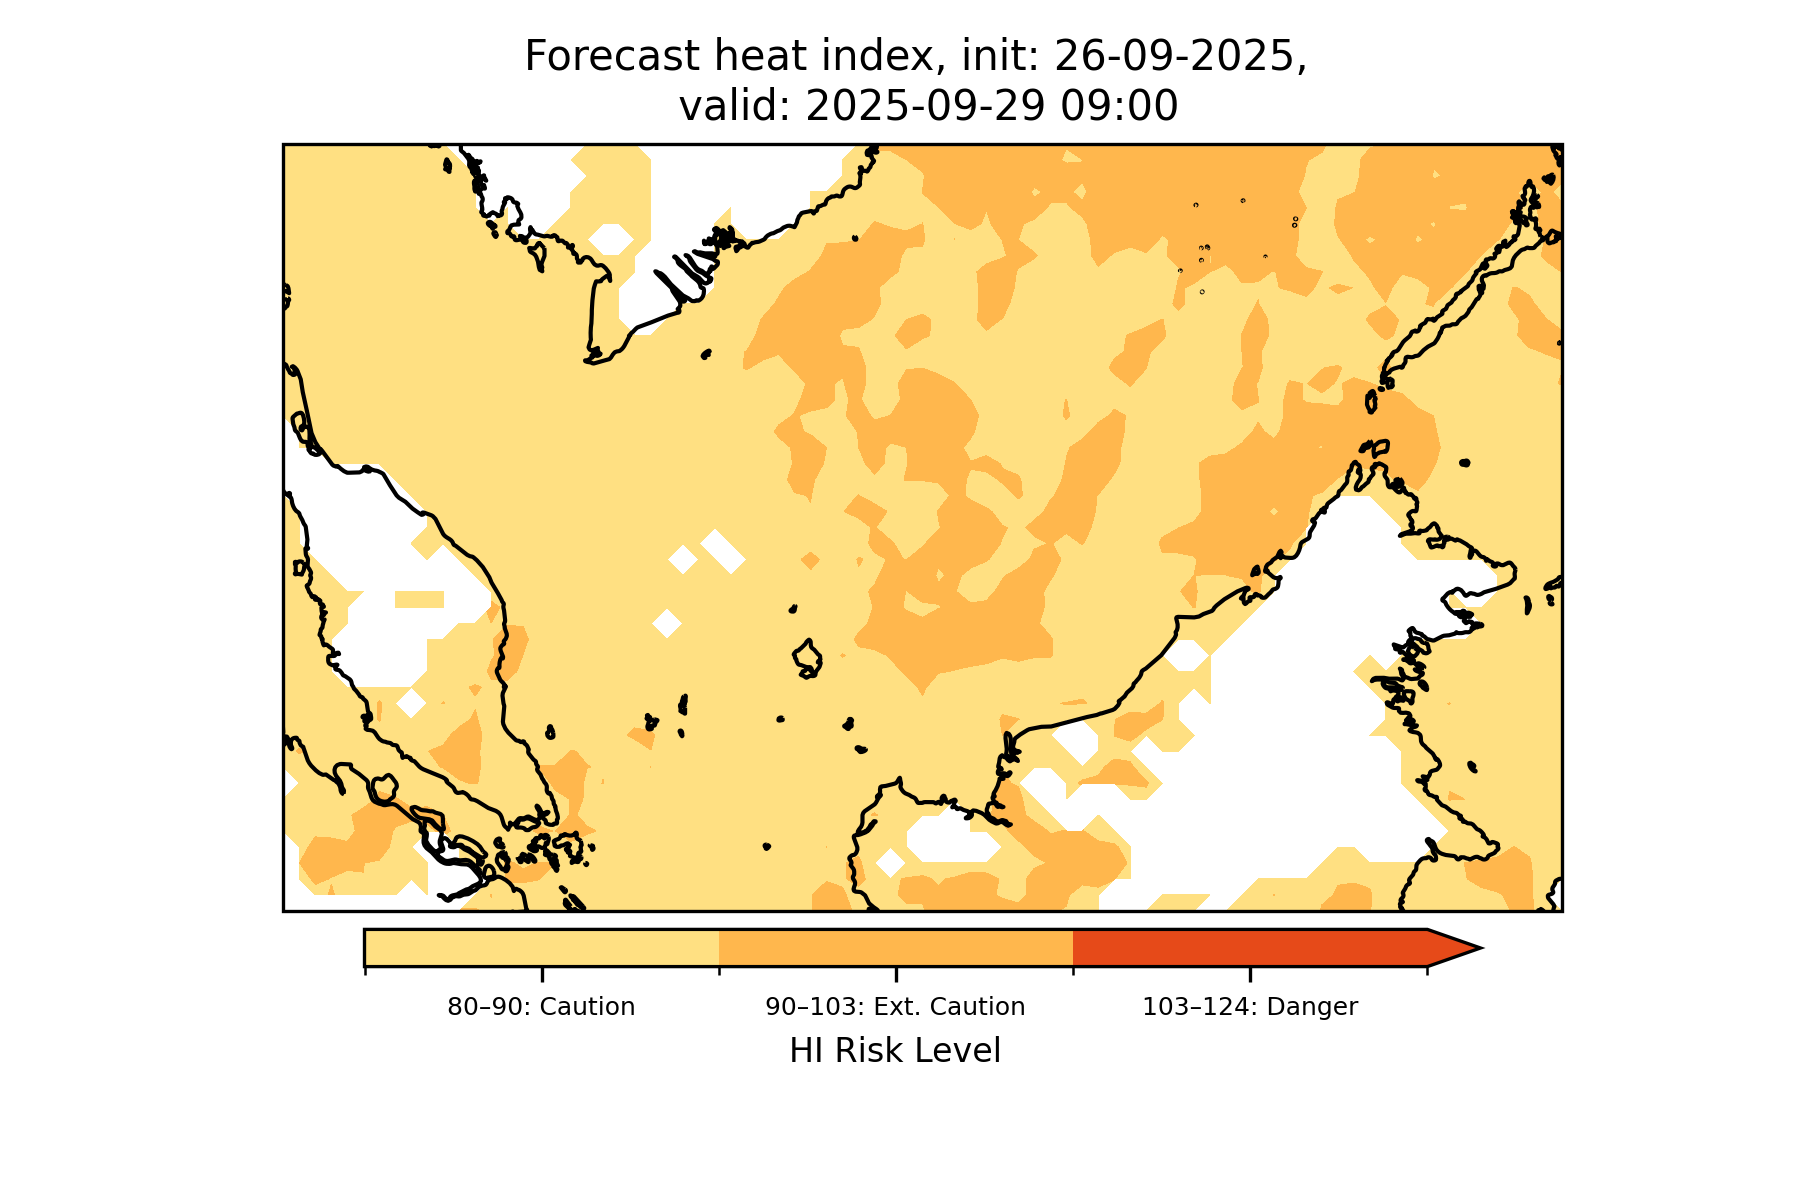 Forecast heat index, init: 26-09-2025,
valid: 2025-09-29 09:00
80–90: Caution
90–103: Ext. Caution
103–124: Danger
HI Risk Level